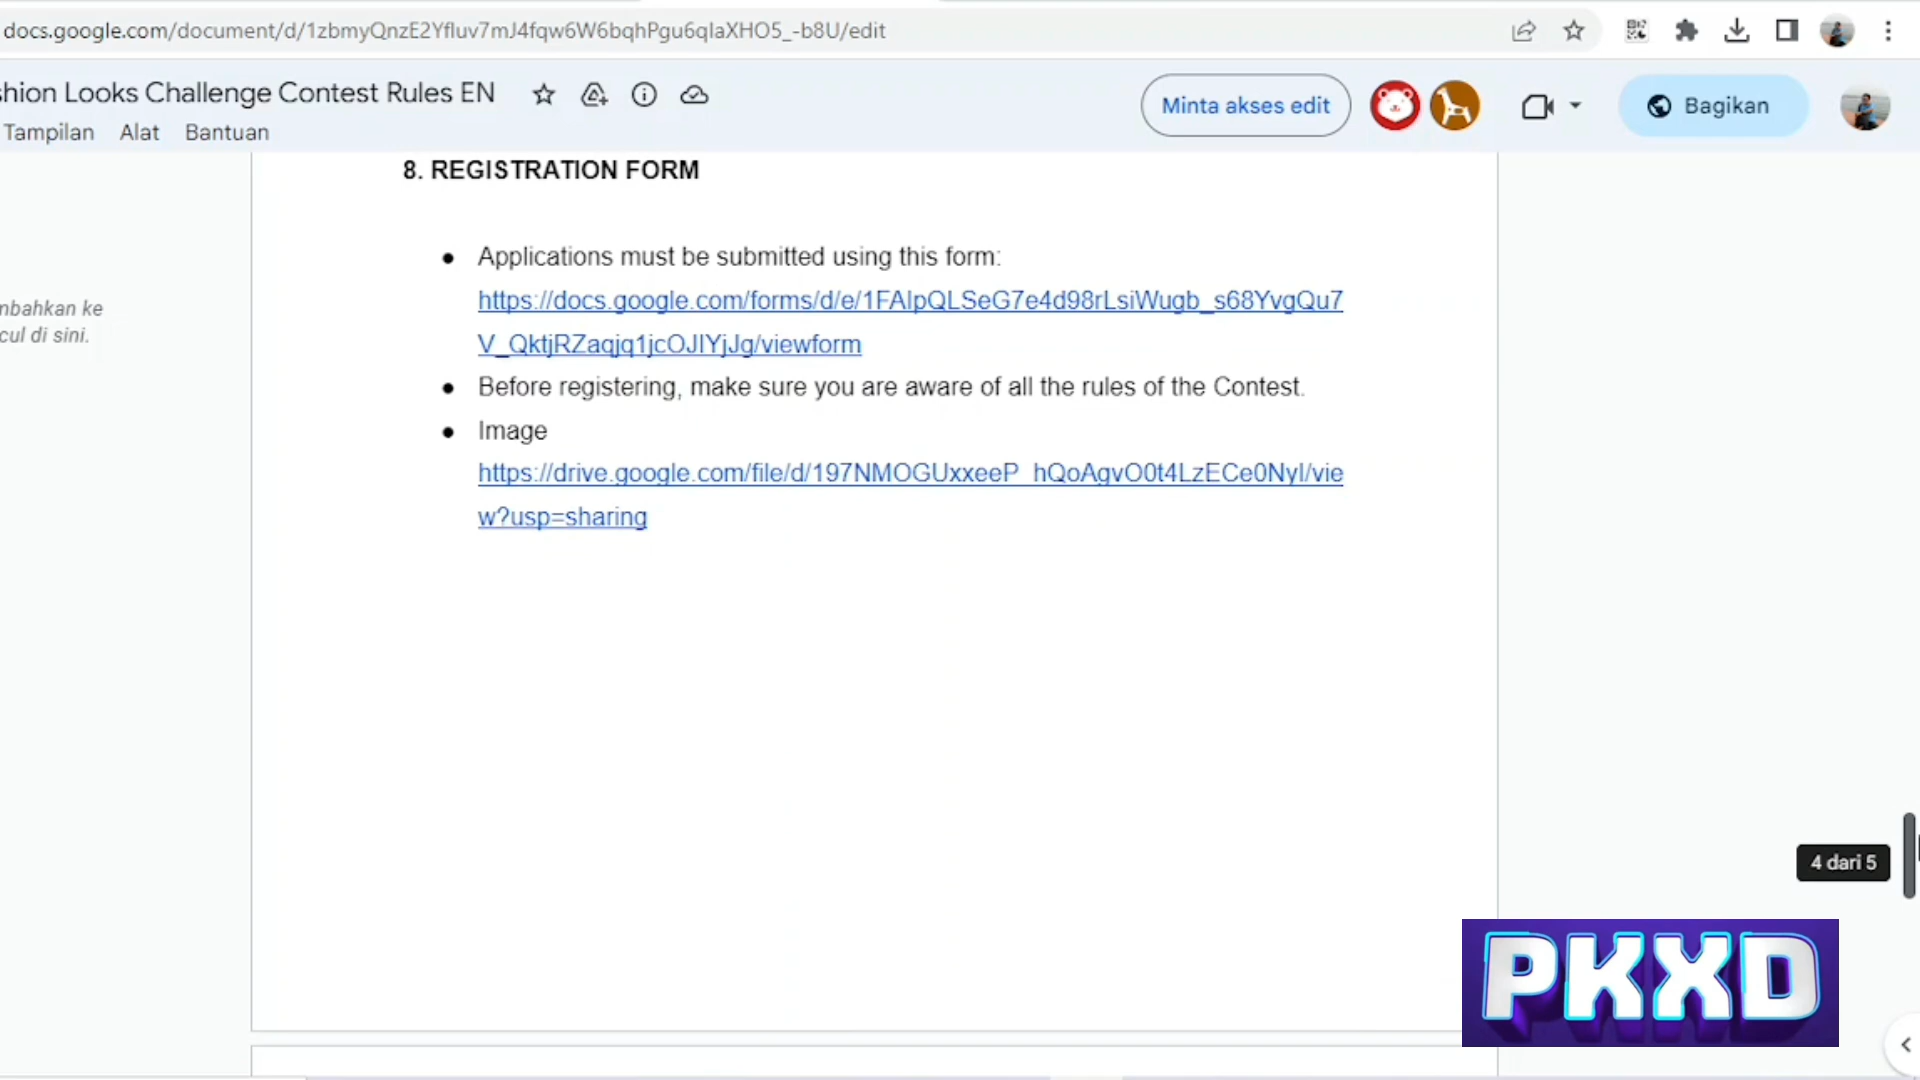 docs.google.com/document/d/1zbmyQnzE2Yfluv7mJ4fqw6W6bqhPgu6qlaXHO5_-b8U/edit
shion Looks Challenge Contest Rules EN
Minta akses edit
Bagikan
Tampilan Alat Bantuan
8. REGISTRATION FORM
● Applications must be submitted using this form:
https://docs.google.com/forms/d/e/1FAIpQLSeG7e4d98rLsiWugb_s68YvgQu7
V_QktjRZaqjq1jcOJIYjJg/viewform
● Before registering, make sure you are aware of all the rules of the Contest.
● Image
https://drive.google.com/file/d/197NMOGUxxeeP_hQoAgvO0t4LzECe0Nyl/vie
w?usp=sharing
mbahkan ke
cul di sini.
4 dari 5
PKXD